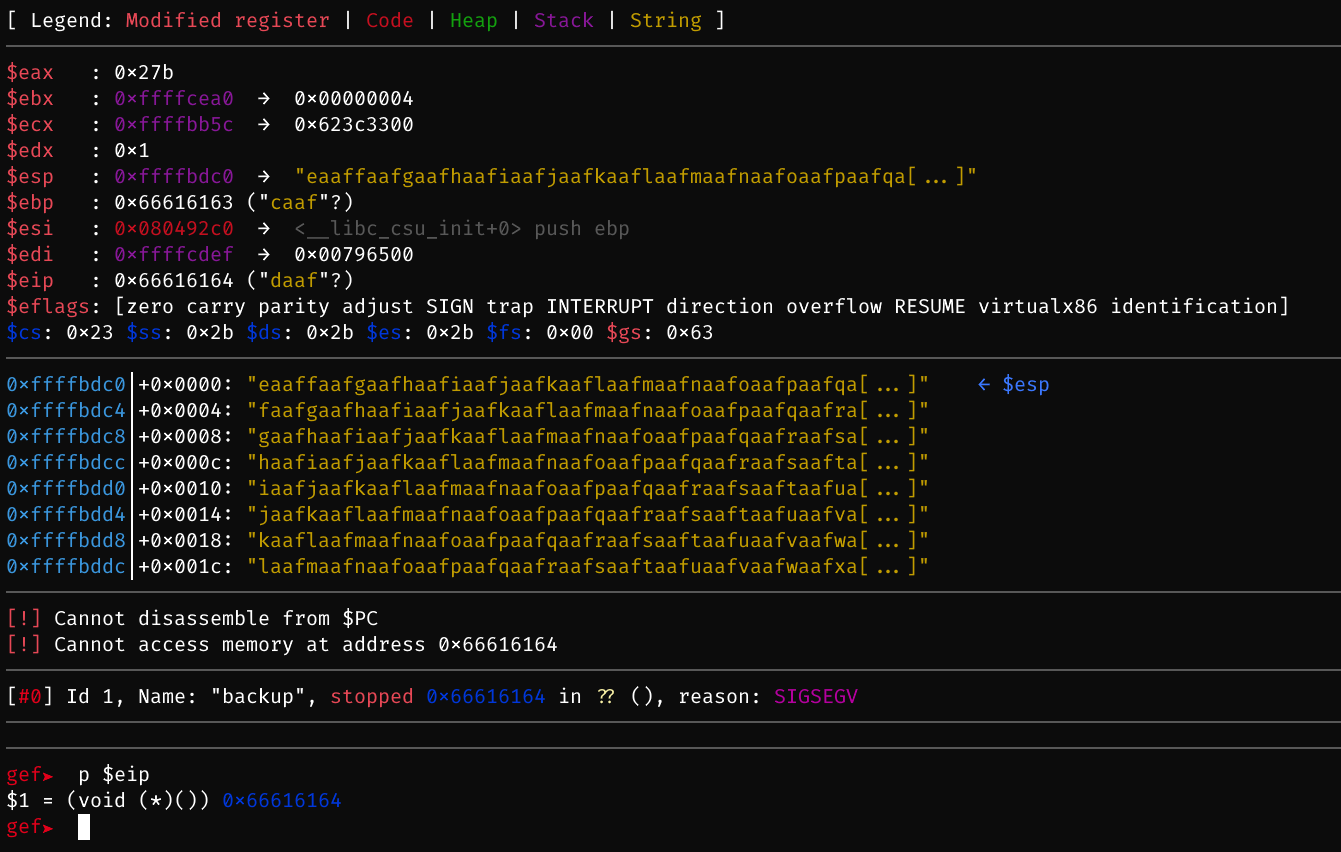 [ Legend: Modified register | Code | Heap | Stack | String ]
$eax   : 0×27b
$ebx   : 0×ffffcea0  →  0×00000004
$ecx   : 0×ffffbb5c  →  0×623c3300
$edx   : 0×1
$esp   : 0×ffffbdc0  →  "eaaffaafgaafhaafiaafjaafkaaflaafmaafnaafoaafpaafqa[...]"
$ebp   : 0×66616163 ("caaf"?)
$esi   : 0×080492c0  →  <__libc_csu_init+0> push ebp
$edi   : 0×ffffcdef  →  0×00796500
$eip   : 0×66616164 ("daaf"?)
$eflags: [zero carry parity adjust SIGN trap INTERRUPT direction overflow RESUME virtualx86 identification]
$cs: 0×23 $ss: 0×2b $ds: 0×2b $es: 0×2b $fs: 0×00 $gs: 0×63
0×ffffbdc0│+0×0000: "eaaffaafgaafhaafiaafjaafkaaflaafmaafnaafoaafpaafqa[...]"    ← $esp
0×ffffbdc4│+0×0004: "faafgaafhaafiaafjaafkaaflaafmaafnaafoaafpaafqaafra[...]"
0×ffffbdc8│+0×0008: "gaafhaafiaafjaafkaaflaafmaafnaafoaafpaafqaafraafsa[...]"
0×ffffbdcc│+0×000c: "haafiaafjaafkaaflaafmaafnaafoaafpaafqaafraafsaafta[...]"
0×ffffbdd0│+0×0010: "iaafjaafkaaflaafmaafnaafoaafpaafqaafraafsaaftaafua[...]"
0×ffffbdd4│+0×0014: "jaafkaaflaafmaafnaafoaafpaafqaafraafsaaftaafuaafva[...]"
0×ffffbdd8│+0×0018: "kaaflaafmaafnaafoaafpaafqaafraafsaaftaafuaafvaafwa[...]"
0×ffffbddc│+0×001c: "laafmaafnaafoaafpaafqaafraafsaaftaafuaafvaafwaafxa[...]"
[!] Cannot disassemble from $PC
[!] Cannot access memory at address 0×66616164
[#0] Id 1, Name: "backup", stopped 0×66616164 in ?? (), reason: SIGSEGV
gef➤  p $eip
$1 = (void (*)()) 0×66616164
gef➤